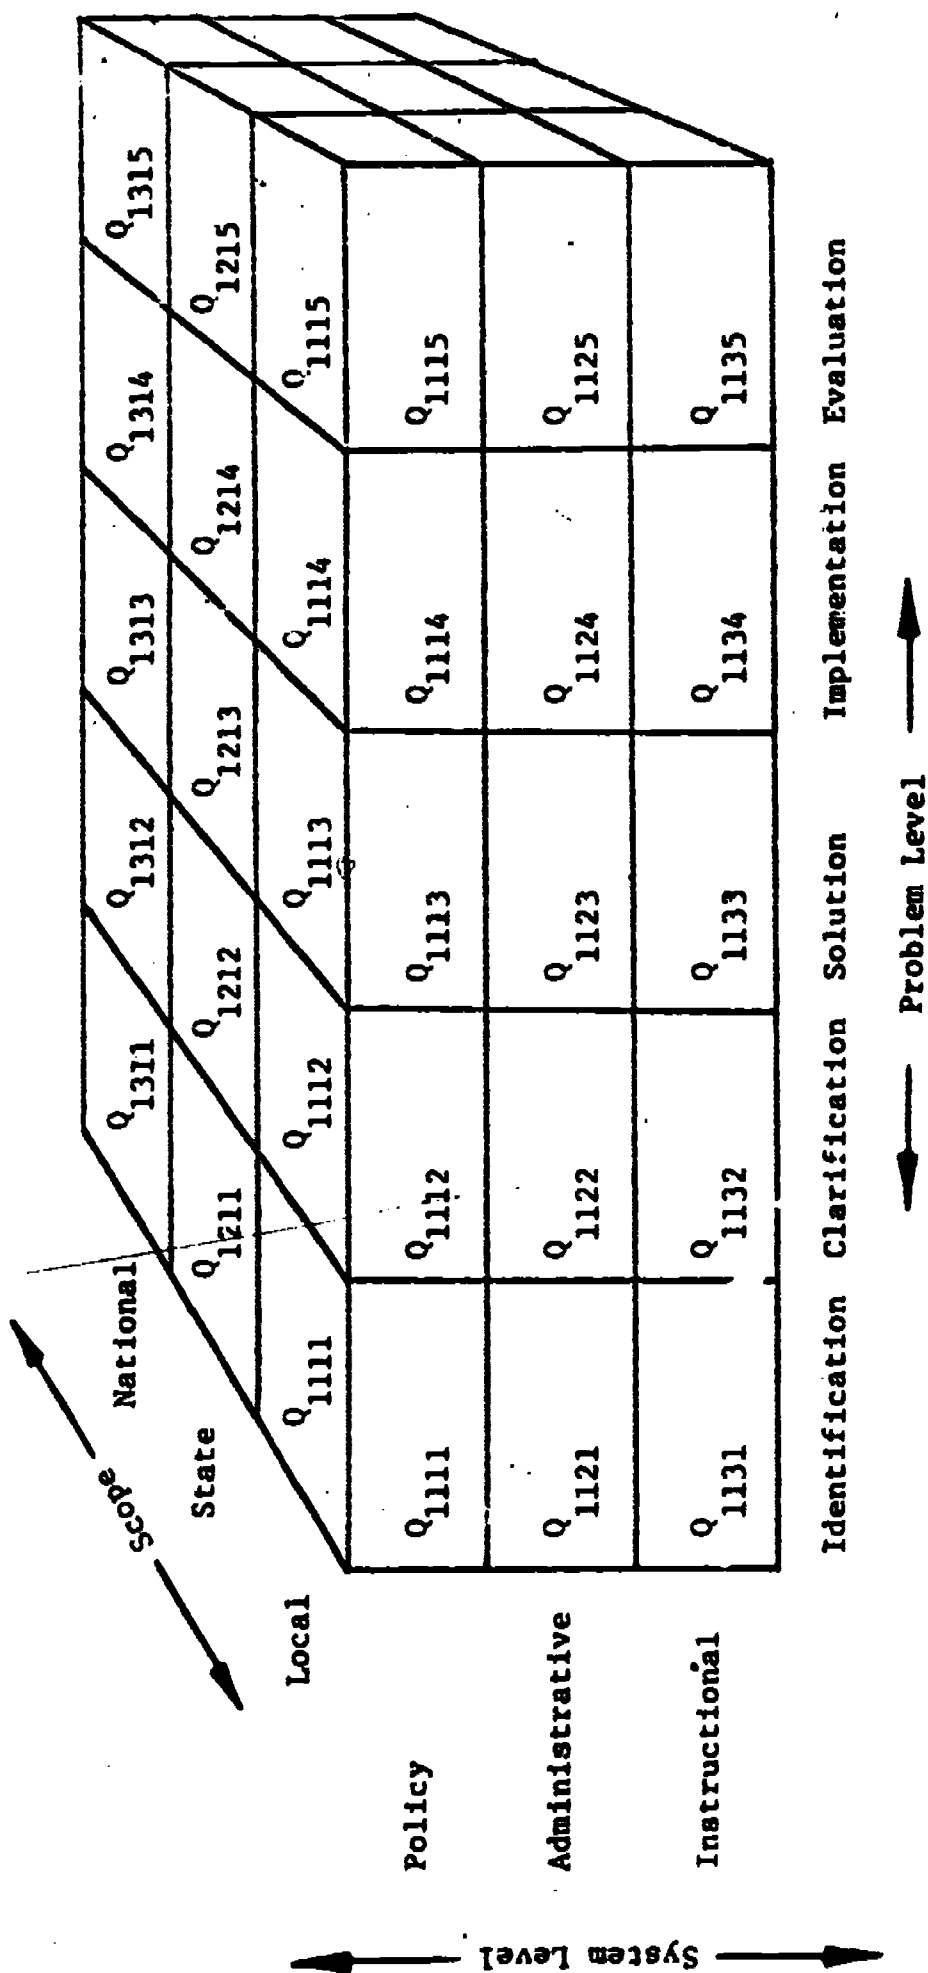 Scope
National
State
Local
Q1311 Q1312 Q1313 Q1314 Q1315
Q1211 Q1212 Q1213 Q1214 Q1215
Q1111 Q1112 Q1113 Q1114 Q1115
System Level
Policy Q1111 Q1112 Q1113 Q1114 Q1115
Administrative Q1121 Q1122 Q1123 Q1124 Q1125
Instructional Q1131 Q1132 Q1133 Q1134 Q1135
Identification Clarification Solution Implementation Evaluation
Problem Level